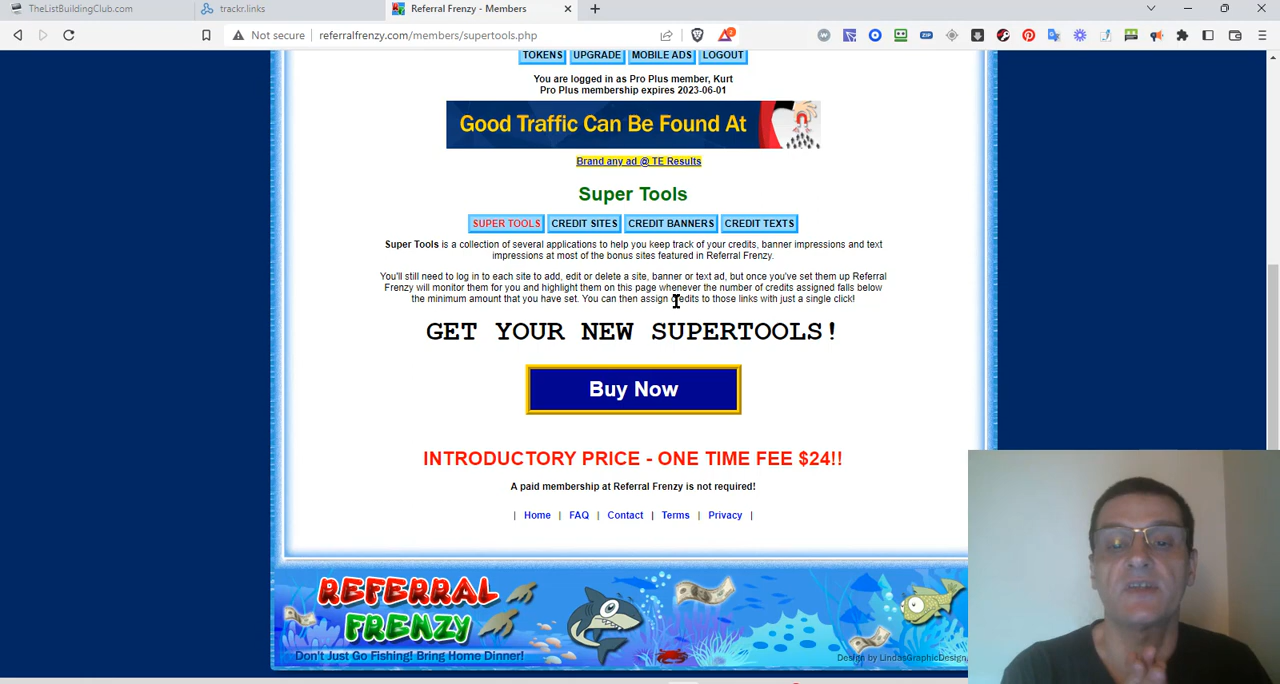 TheListBuildingClub.com
trackr.links
Referral Frenzy - Members
Not secure
referralfrenzy.com/members/supertools.php
TOKENS
UPGRADE
MOBILE ADS
LOGOUT
You are logged in as Pro Plus member, Kurt
Pro Plus membership expires 2023-06-01
Good Traffic Can Be Found At
Brand any ad @ TE Results
Super Tools
SUPER TOOLS
CREDIT SITES
CREDIT BANNERS
CREDIT TEXTS
Super Tools is a collection of several applications to help you keep track of your credits, banner impressions and text
impressions at most of the bonus sites featured in Referral Frenzy.
You'll still need to log in to each site to add, edit or delete a site, banner or text ad, but once you've set them up Referral
Frenzy will monitor them for you and highlight them on this page whenever the number of credits assigned falls below
the minimum amount that you have set. You can then assign credits to those links with just a single click!
GET YOUR NEW SUPERTOOLS!
Buy Now
INTRODUCTORY PRICE - ONE TIME FEE $24!!
A paid membership at Referral Frenzy is not required!
| Home | FAQ | Contact | Terms | Privacy |
REFERRAL
FRENZY
Don't Just Go Fishing! Bring Home Dinner!
Design by LindasGraphicDesign.